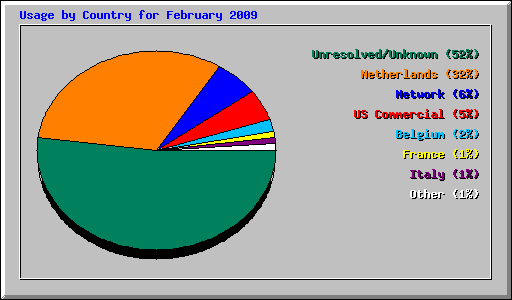 Usage by Country for February 2009
Unresolved/Unknown (52%)
Netherlands (32%)
Network (6%)
US Commercial (5%)
Belgium (2%)
France (1%)
Italy (1%)
Other (1%)